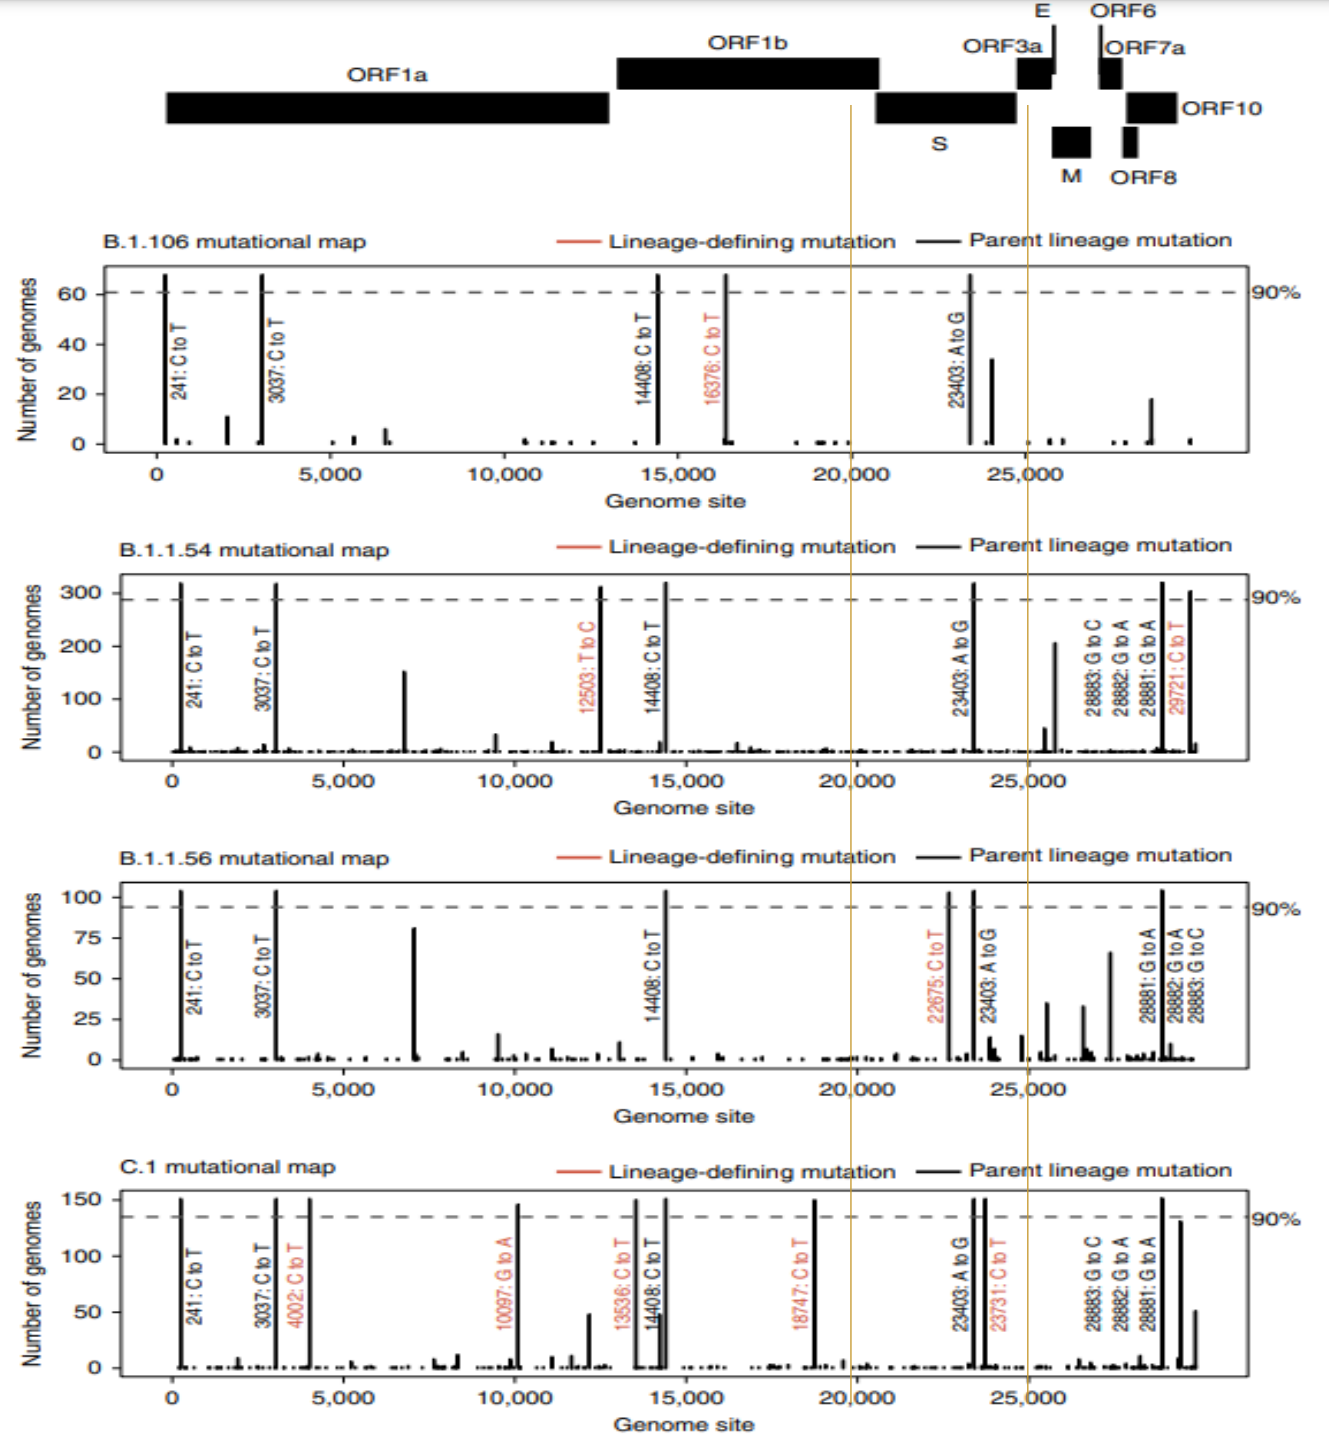 E ORF6
ORF1b ORF3a ORF7a
ORF1a
ORF10
S
M ORF8
B.1.106 mutational map Lineage-defining mutation Parent lineage mutation
Number of genomes
60
40
20
0
90%
241: C to T
3037: C to T
14408: C to T
16376: C to T
23403: A to G
0 5,000 10,000 15,000 20,000 25,000
Genome site
B.1.1.54 mutational map Lineage-defining mutation Parent lineage mutation
Number of genomes
300
200
100
0
90%
241: C to T
3037: C to T
12503: T to C
14408: C to T
23403: A to G
28883: G to C
28882: G to A
28881: G to A
29721: C to T
0 5,000 10,000 15,000 20,000 25,000
Genome site
B.1.1.56 mutational map Lineage-defining mutation Parent lineage mutation
Number of genomes
100
75
50
25
0
90%
241: C to T
3037: C to T
14408: C to T
22675: C to T
23403: A to G
28881: G to A
28882: G to A
28883: G to C
0 5,000 10,000 15,000 20,000 25,000
Genome site
C.1 mutational map Lineage-defining mutation Parent lineage mutation
Number of genomes
150
100
50
0
90%
241: C to T
3037: C to T
4002: C to T
10097: G to A
13536: C to T
14408: C to T
18747: C to T
23403: A to G
23731: C to T
28883: G to C
28882: G to A
28881: G to A
0 5,000 10,000 15,000 20,000 25,000
Genome site